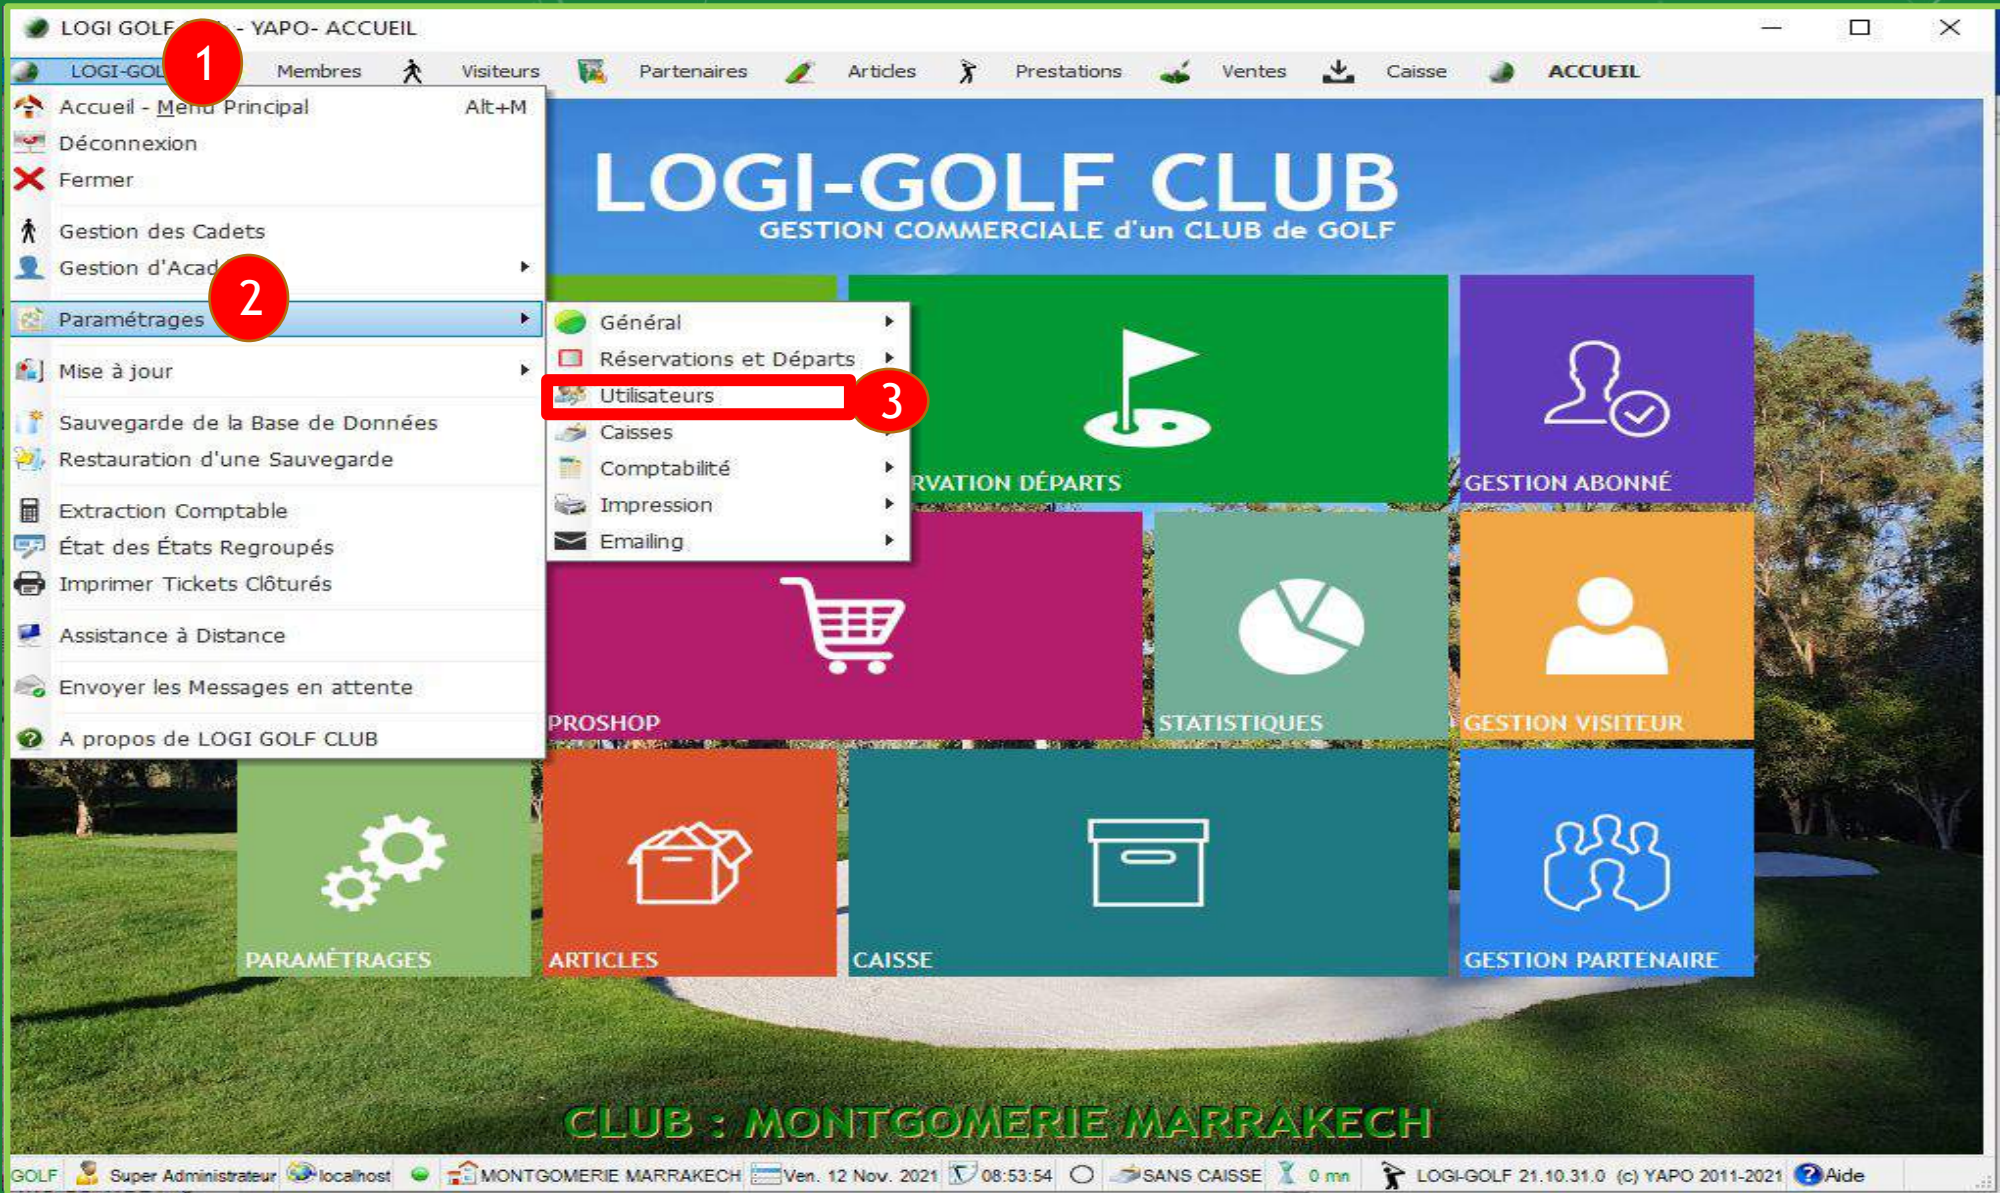 LOGI GOLF - YAPO- ACCUEIL
LOGI-GOL
Membres
Visiteurs
Partenaires
Articles
Prestations
Ventes
Caisse
ACCUEIL
1
Accueil - Menu Principal Alt+M
Déconnexion
Fermer
Gestion des Cadets
Gestion d'Acad
2
Paramétrages
Mise à jour
Sauvegarde de la Base de Données
Restauration d'une Sauvegarde
Extraction Comptable
État des États Regroupés
Imprimer Tickets Clôturés
Assistance à Distance
Envoyer les Messages en attente
A propos de LOGI GOLF CLUB
Général
Réservations et Départs
Utilisateurs
3
Caisses
Comptabilité
Impression
Emailing
LOGI-GOLF CLUB
GESTION COMMERCIALE d'un CLUB de GOLF
RVATION DÉPARTS
GESTION ABONNÉ
PROSHOP
STATISTIQUES
GESTION VISITEUR
PARAMÉTRAGES
ARTICLES
CAISSE
GESTION PARTENAIRE
CLUB : MONTGOMERIE MARRAKECH
GOLF Super Administrateur localhost MONTGOMERIE MARRAKECH Ven. 12 Nov. 2021 08:53:54 SANS CAISSE 0 mn LOGI-GOLF 21.10.31.0 (c) YAPO 2011-2021 Aide